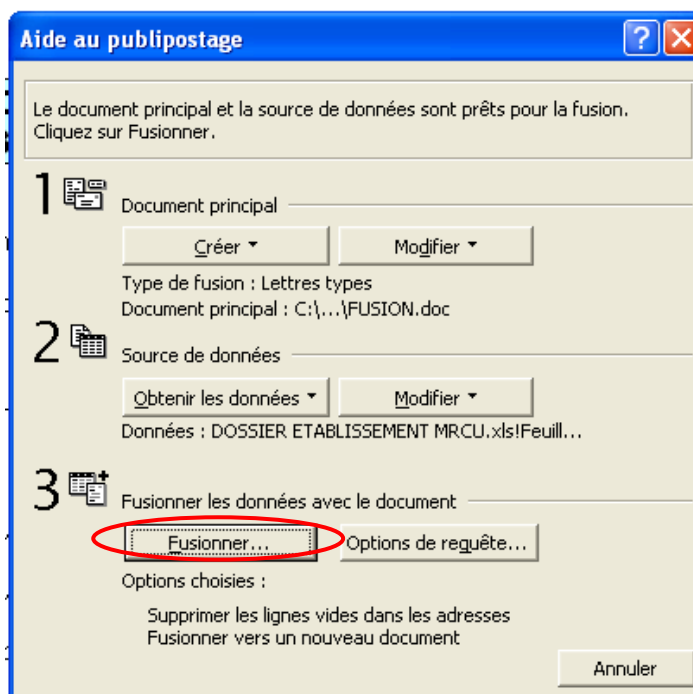 Aide au publipostage
Le document principal et la source de données sont prêts pour la fusion.
Cliquez sur Fusionner.
1
Document principal
Créer Modifier
Type de fusion : Lettres types
Document principal : C:\...\FUSION.doc
2
Source de données
Obtenir les données Modifier
Données : DOSSIER ETABLISSEMENT MRCU.xls!Feuill...
3
Fusionner les données avec le document
Fusionner... Options de requête...
Options choisies :
Supprimer les lignes vides dans les adresses
Fusionner vers un nouveau document
Annuler